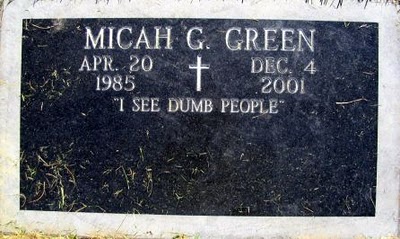 MICAH G. GREEN
APR. 20 DEC. 4
1985 2001
"I SEE DUMB PEOPLE"